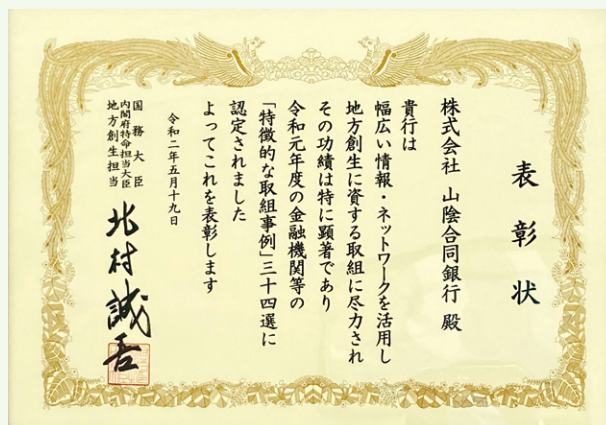 表彰状
株式会社 山陰合同銀行 殿
貴行は
幅広い情報・ネットワークを活用し
地方創生に資する取組に尽力され
その功績は特に顕著であり
令和元年度の金融機関等の
「特徴的な取組事例」三十四選に
認定されました
よってこれを表彰します
令和二年五月十九日
国務大臣
内閣府特命担当大臣
地方創生担当
北村誠吾